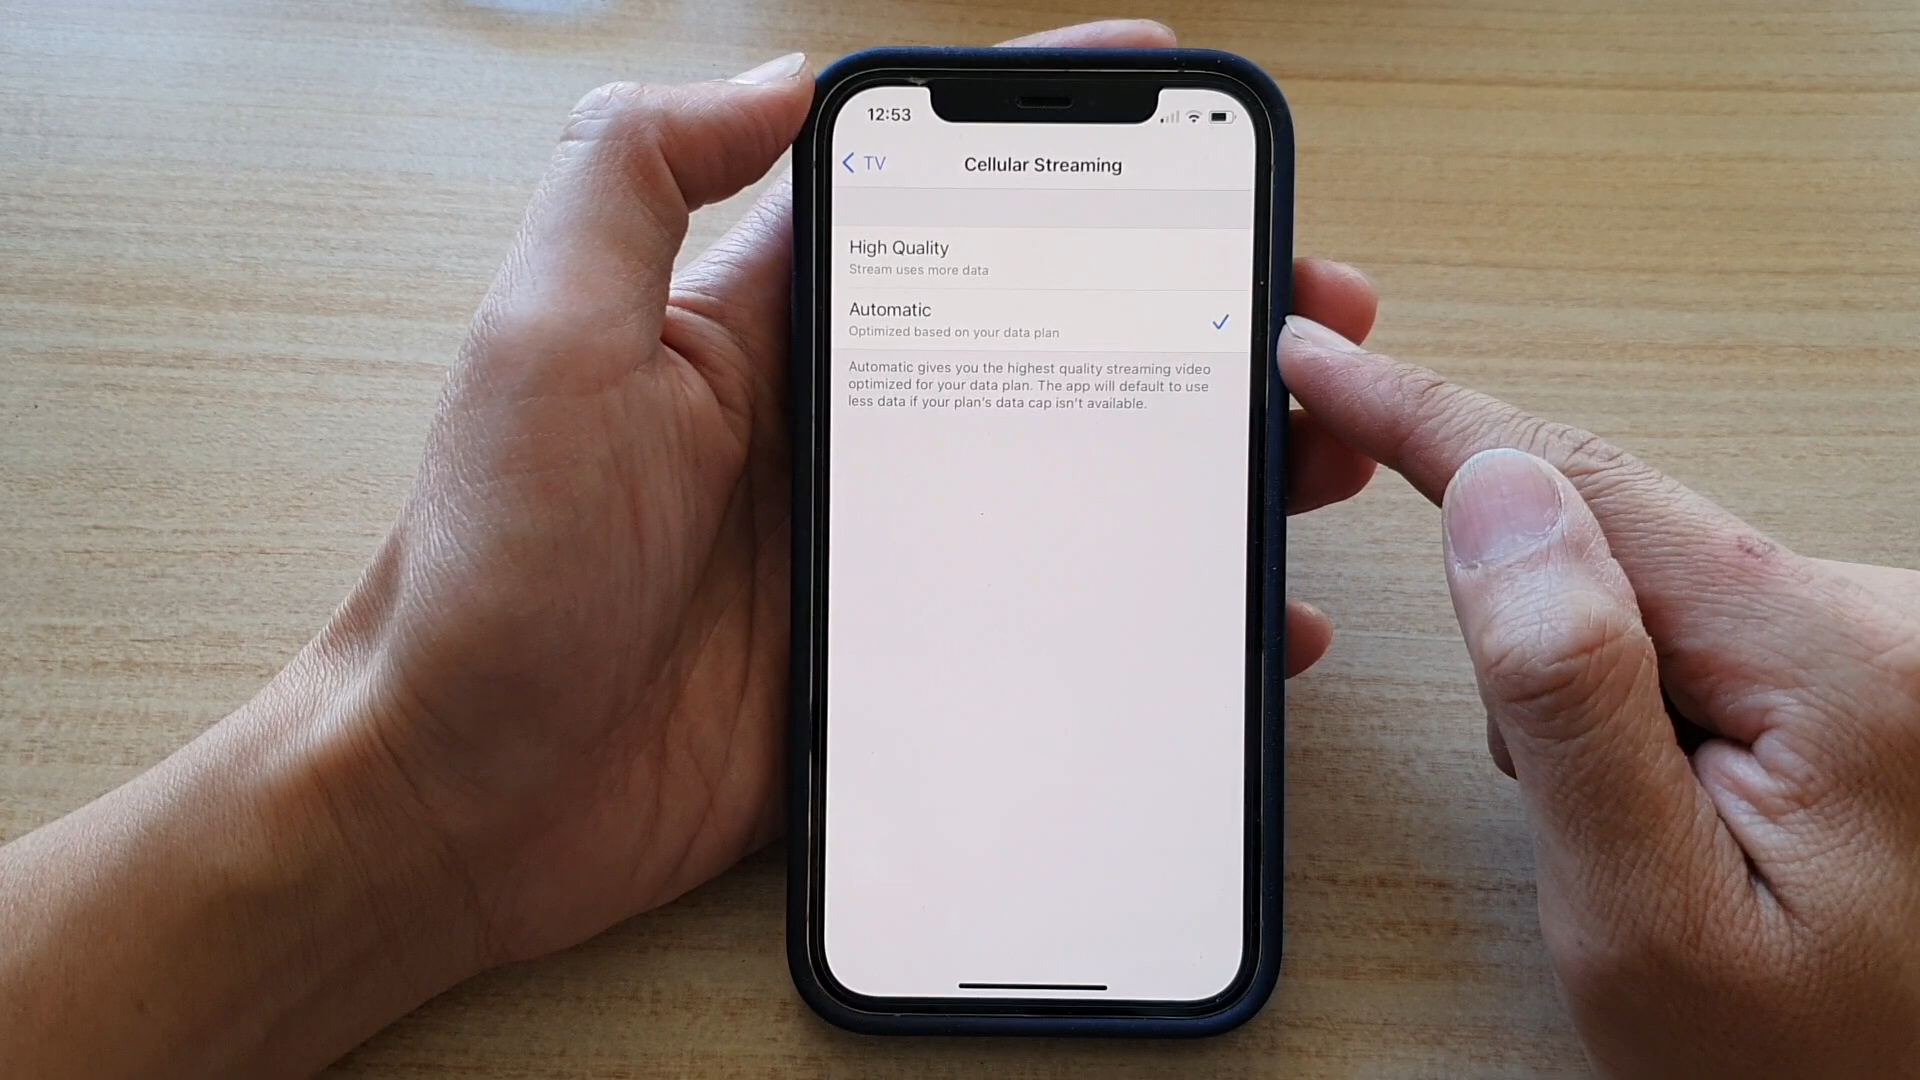 12:53
TV
Cellular Streaming
High Quality
Stream uses more data
Automatic
Optimized based on your data plan
Automatic gives you the highest quality streaming video
optimized for your data plan. The app will default to use
less data if your plan's data cap isn't available.